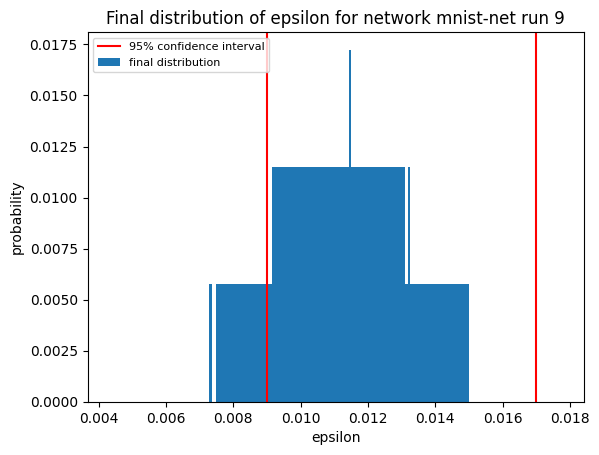 Final distribution of epsilon for network mnist-net run 9
95% confidence interval
final distribution
probability
0.0175
0.0150
0.0125
0.0100
0.0075
0.0050
0.0025
0.0000
0.004 0.006 0.008 0.010 0.012 0.014 0.016 0.018
epsilon